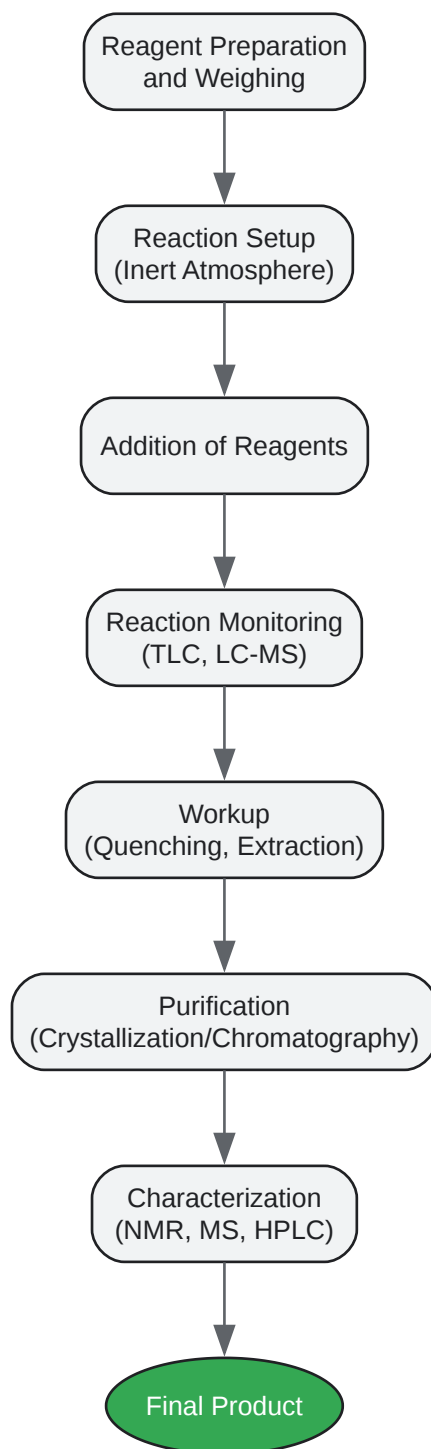 Reagent Preparation
and Weighing
Reaction Setup
(Inert Atmosphere)
Addition of Reagents
Reaction Monitoring
(TLC, LC-MS)
Workup
(Quenching, Extraction)
Purification
(Crystallization/Chromatography)
Characterization
(NMR, MS, HPLC)
Final Product